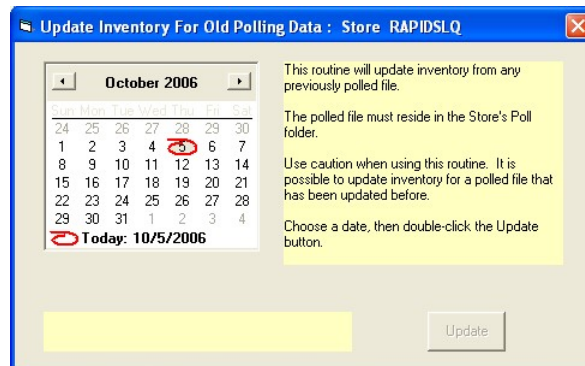 Update Inventory For Old Polling Data : Store RAPIDSLQ
October 2006
Sun Mon Tue Wed Thu Fri Sat
24 25 26 27 28 29 30
1 2 3 4 5 6 7
8 9 10 11 12 13 14
15 16 17 18 19 20 21
22 23 24 25 26 27 28
29 30 31 1 2 3 4
Today: 10/5/2006
This routine will update inventory from any
previously polled file.
The polled file must reside in the Store's Poll
folder.
Use caution when using this routine. It is
possible to update inventory for a polled file that
has been updated before.
Choose a date, then double-click the Update
button.
Update